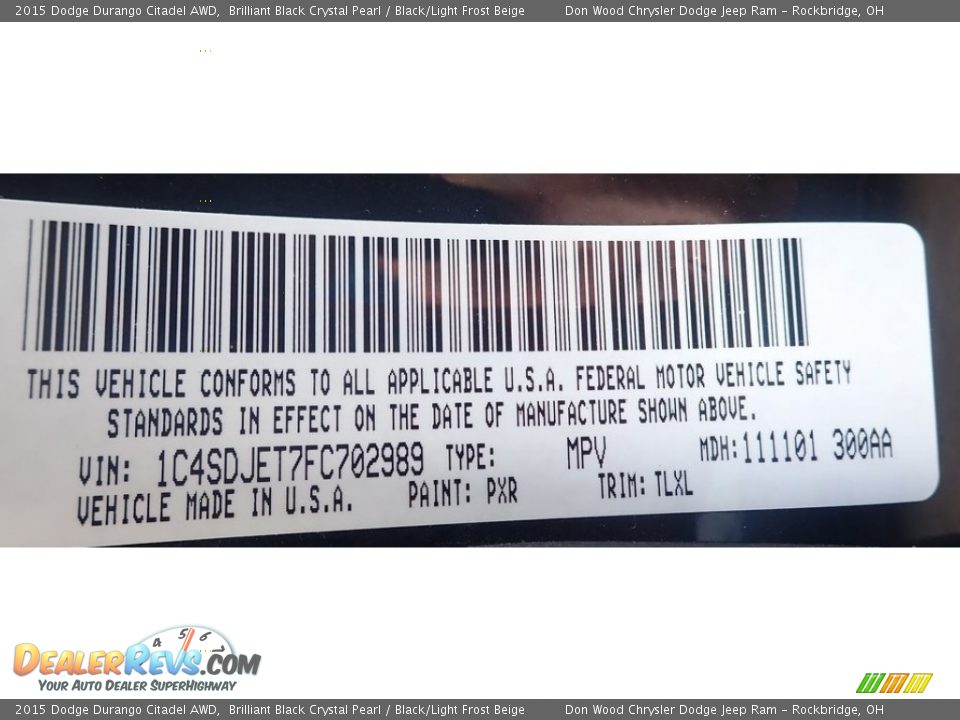 2015 Dodge Durango Citadel AWD, Brilliant Black Crystal Pearl / Black/Light Frost Beige Don Wood Chrysler Dodge Jeep Ram - Rockbridge, OH
THIS VEHICLE CONFORMS TO ALL APPLICABLE U.S.A. FEDERAL MOTOR VEHICLE SAFETY
STANDARDS IN EFFECT ON THE DATE OF MANUFACTURE SHOWN ABOVE.
VIN: 1C4SDJET7FC702989 TYPE: MPV MDH:111101 300AA
VEHICLE MADE IN U.S.A. PAINT: PXR TRIM:TLXL
4 5 6 7
DEALERREVS.COM
YOUR AUTO DEALER SUPERHIGHWAY
2015 Dodge Durango Citadel AWD, Brilliant Black Crystal Pearl / Black/Light Frost Beige Don Wood Chrysler Dodge Jeep Ram - Rockbridge, OH